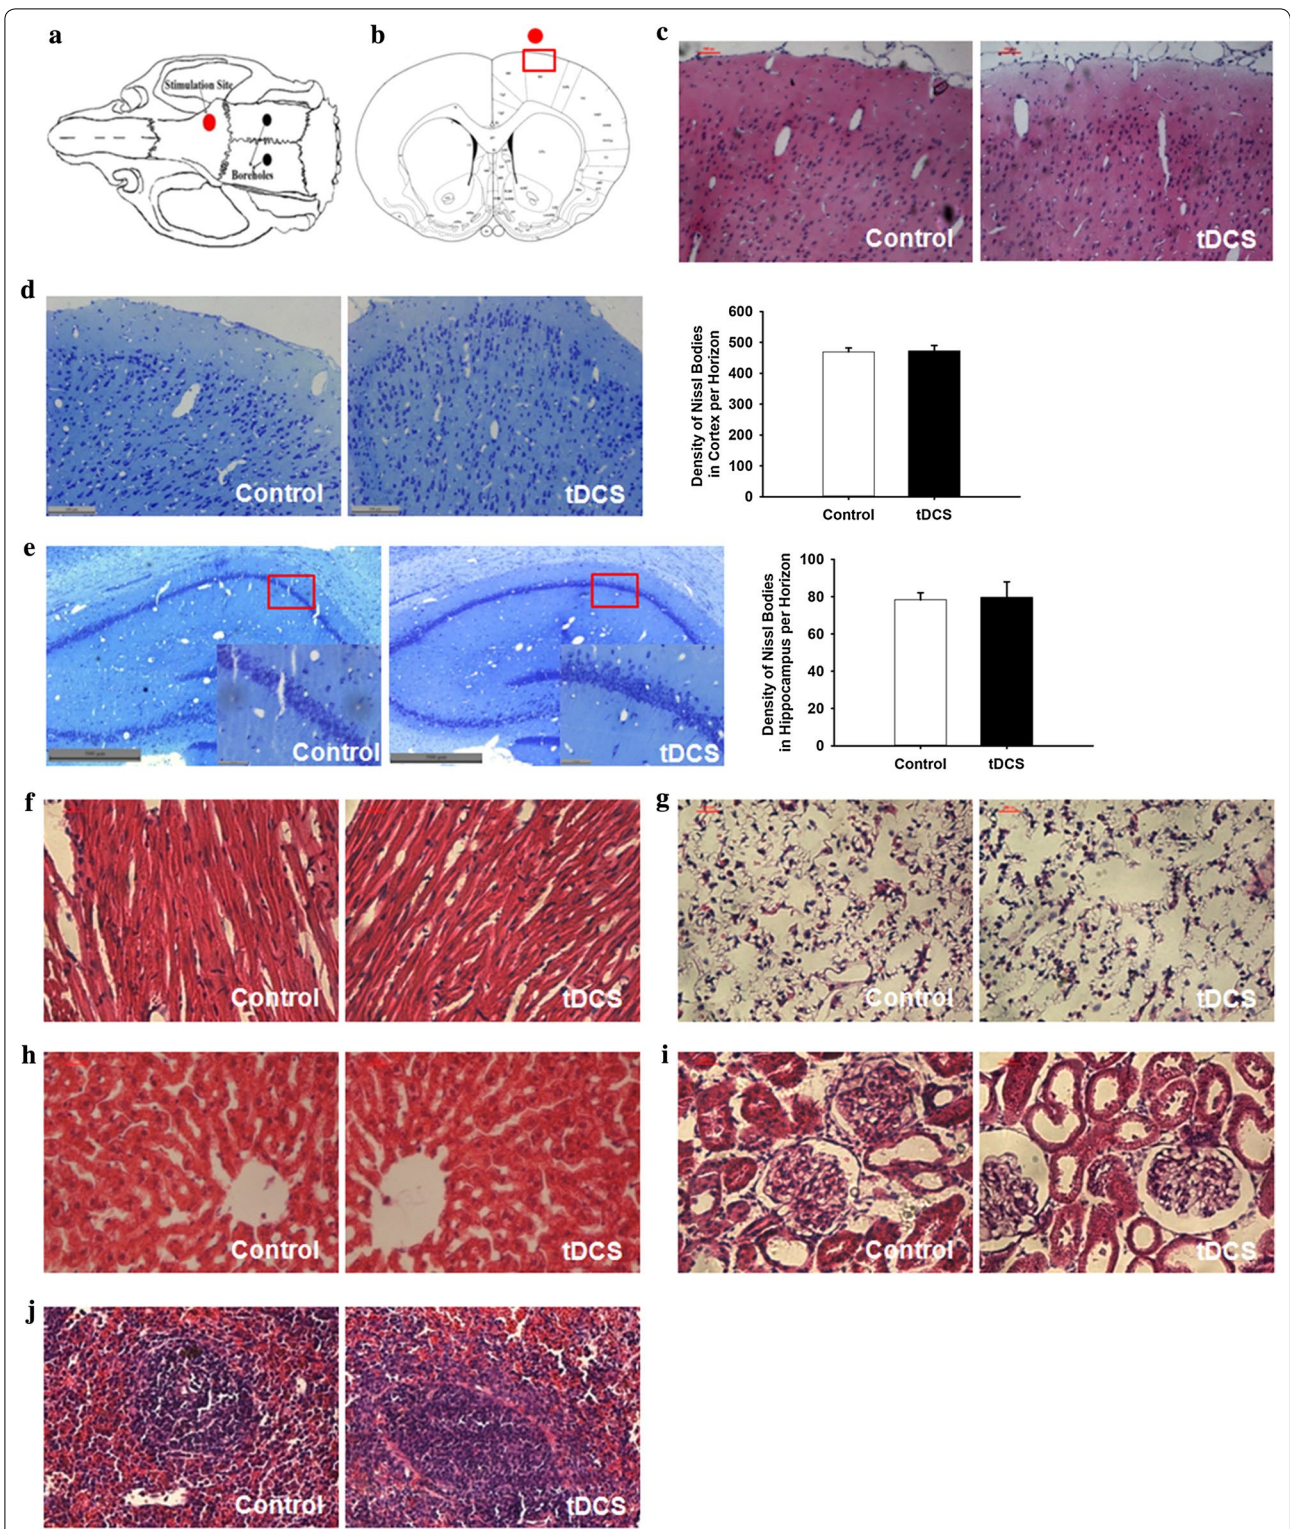 a
b
c
Stimulation Site
Boreholes
Control
tDCS
d
Control
tDCS
Density of Nissl Bodies
in Cortex per Horizon
600
500
400
300
200
100
0
Control
tDCS
e
Control
tDCS
Density of Nissl Bodies
in Hippocampus per Horizon
100
80
60
40
20
0
Control
tDCS
f
Control
tDCS
g
Control
tDCS
h
Control
tDCS
i
Control
tDCS
j
Control
tDCS